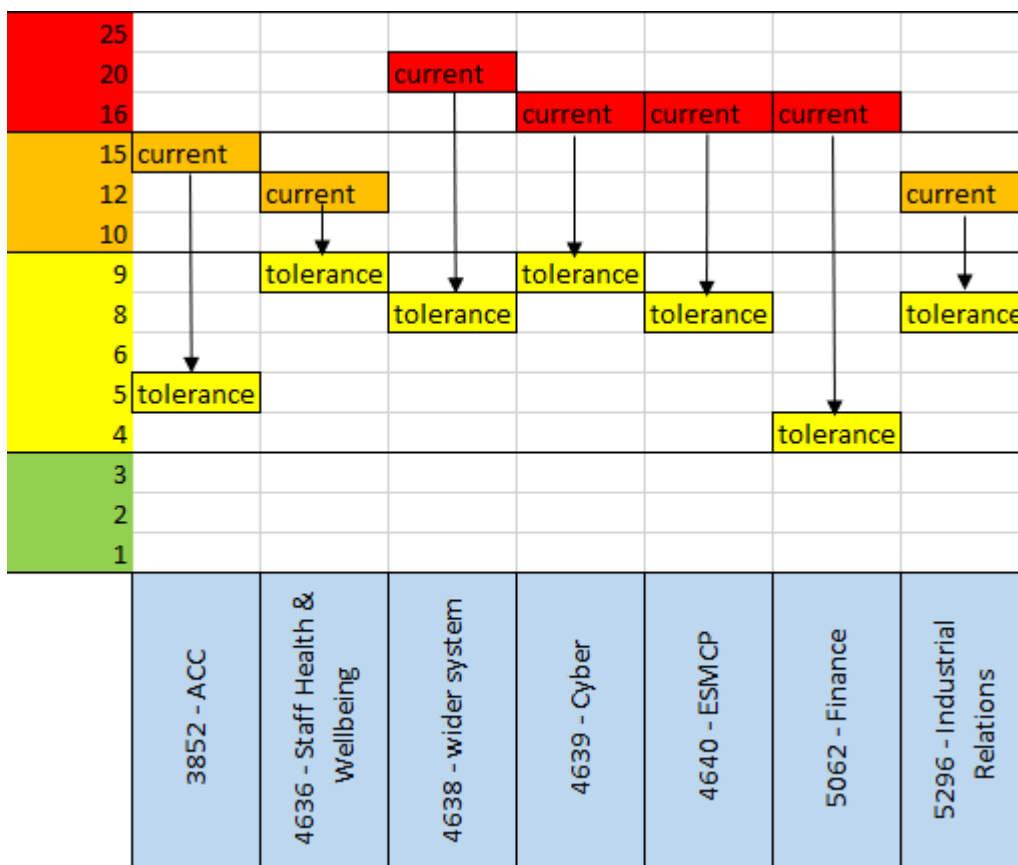 25
20 current
16 current current current
15 current
12 current current
10
9 tolerance tolerance
8 tolerance tolerance tolerance
6
5 tolerance
4 tolerance
3
2
1
3852 - ACC
4636 - Staff Health &
Wellbeing
4638 - wider system
4639 - Cyber
4640 - ESMCP
5062 - Finance
5296 - Industrial
Relations